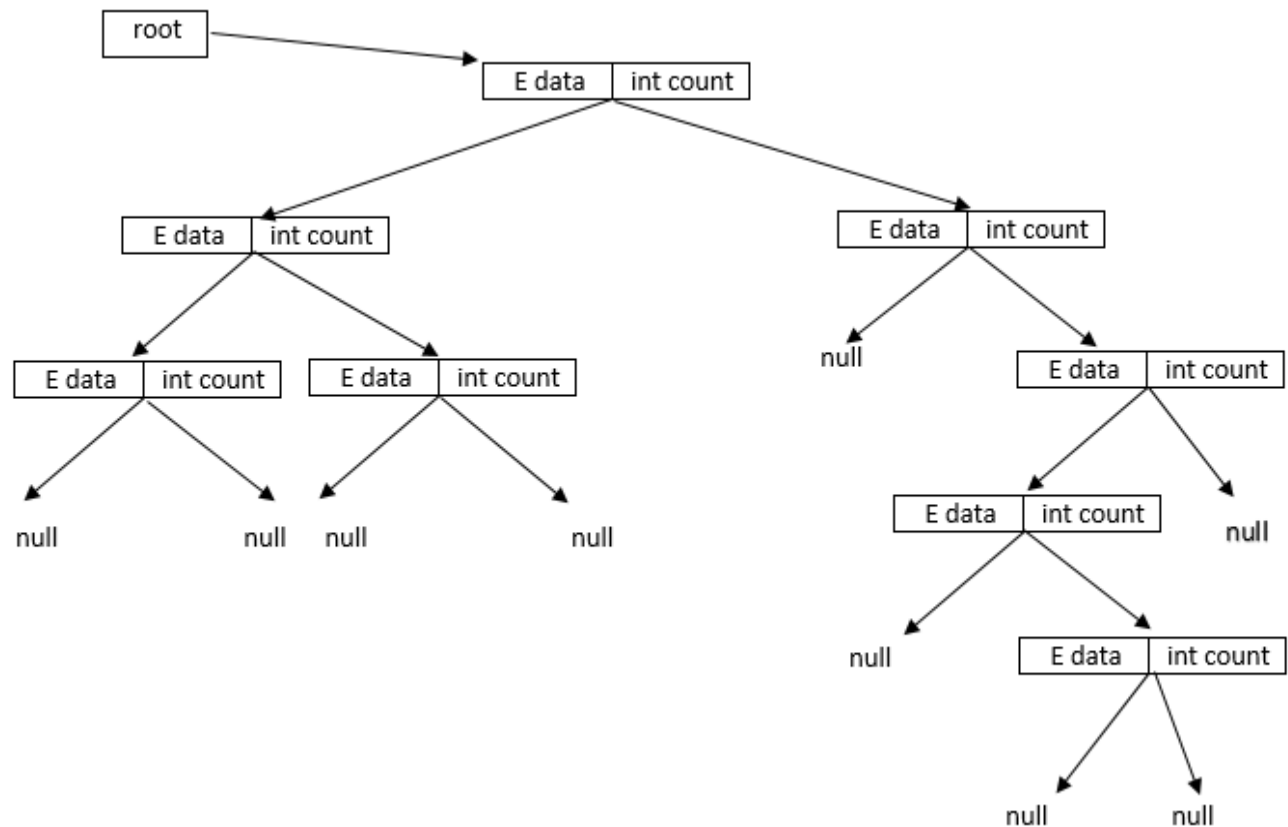 root
E data int count
E data int count E data int count
E data int count E data int count null E data int count
null null null null E data int count null
null E data int count
null null